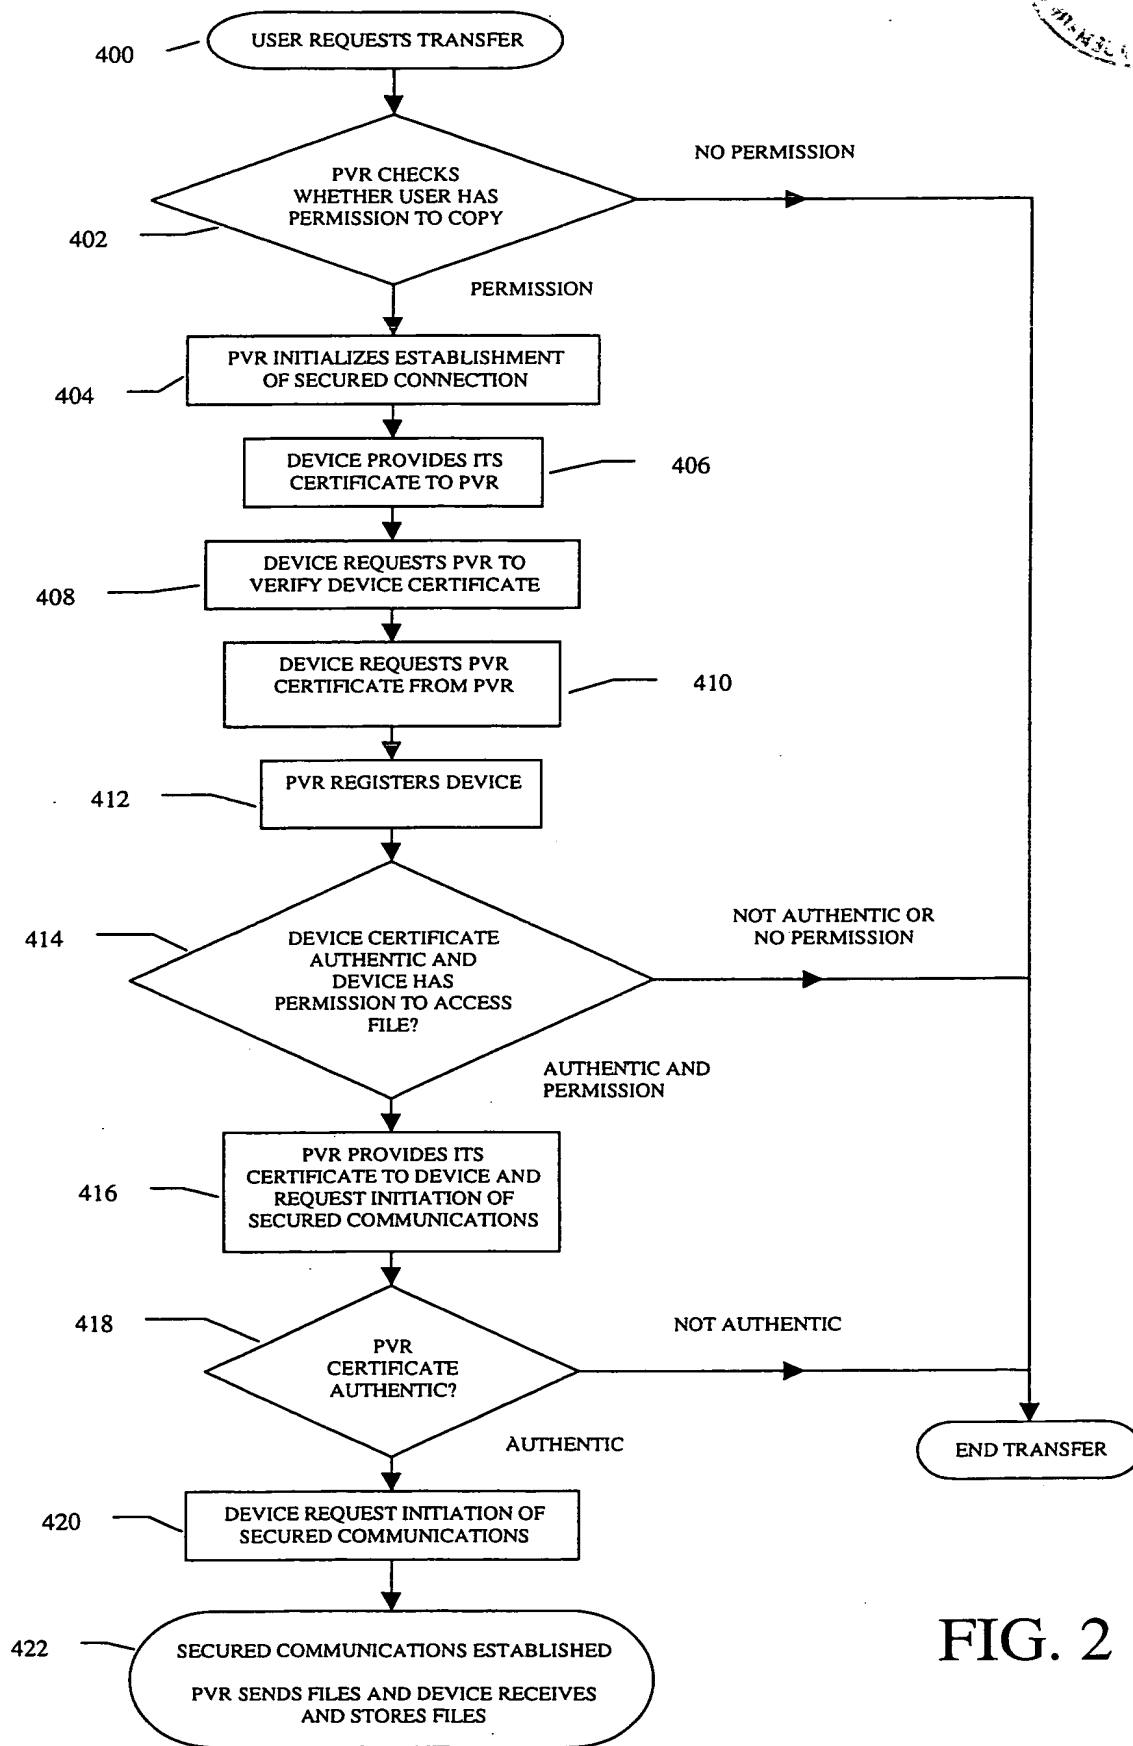 400
USER REQUESTS TRANSFER
NO PERMISSION
PVR CHECKS
WHETHER USER HAS
PERMISSION TO COPY
402
PERMISSION
PVR INITIALIZES ESTABLISHMENT
OF SECURED CONNECTION
404
DEVICE PROVIDES ITS
CERTIFICATE TO PVR
406
DEVICE REQUESTS PVR TO
VERIFY DEVICE CERTIFICATE
408
DEVICE REQUESTS PVR
CERTIFICATE FROM PVR
410
PVR REGISTERS DEVICE
412
NOT AUTHENTIC OR
NO PERMISSION
414
DEVICE CERTIFICATE
AUTHENTIC AND
DEVICE HAS
PERMISSION TO ACCESS
FILE?
AUTHENTIC AND
PERMISSION
PVR PROVIDES ITS
CERTIFICATE TO DEVICE AND
REQUEST INITIATION OF
SECURED COMMUNICATIONS
416
418
NOT AUTHENTIC
PVR
CERTIFICATE
AUTHENTIC?
AUTHENTIC
END TRANSFER
DEVICE REQUEST INITIATION OF
SECURED COMMUNICATIONS
420
422
SECURED COMMUNICATIONS ESTABLISHED
PVR SENDS FILES AND DEVICE RECEIVES
AND STORES FILES
FIG. 2